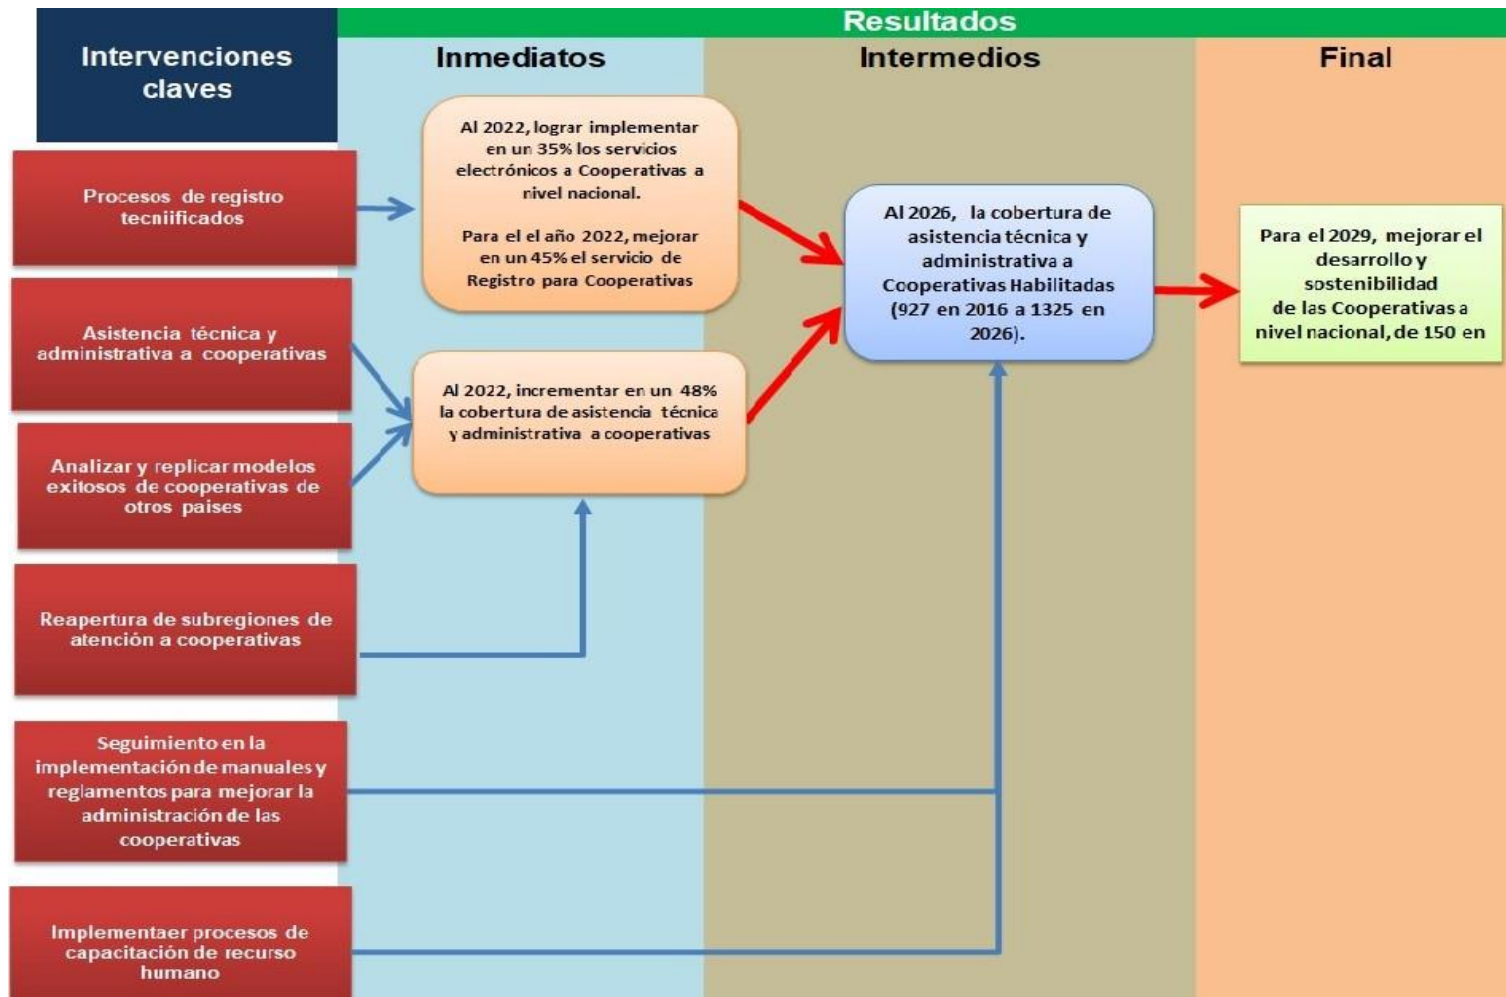 Resultados
Intervenciones
claves
Inmediatos
Intermedios
Final
Procesos de registro
tecniificados
Asistencia técnica y
administrativa a cooperativas
Analizar y replicar modelos
exitosos de cooperativas de
otros países
Reapertura de subregiones de
atención a cooperativas
Seguimiento en la
implementación de manuales y
reglamentos para mejorar la
administración de las
cooperativas
Implementaer procesos de
capacitación de recurso
humano
Al 2022, lograr implementar
en un 35% los servicios
electrónicos a Cooperativas a
nivel nacional.
Para el el año 2022, mejorar
en un 45% el servicio de
Registro para Cooperativas
Al 2022, incrementar en un 48%
la cobertura de asistencia técnica
y administrativa a cooperativas
Al 2026, la cobertura de
asistencia técnica y
administrativa a
Cooperativas Habilitadas
(927 en 2016 a 1325 en
2026).
Para el 2029, mejorar el
desarrollo y
sostenibilidad
de las Cooperativas a
nivel nacional, de 150 en